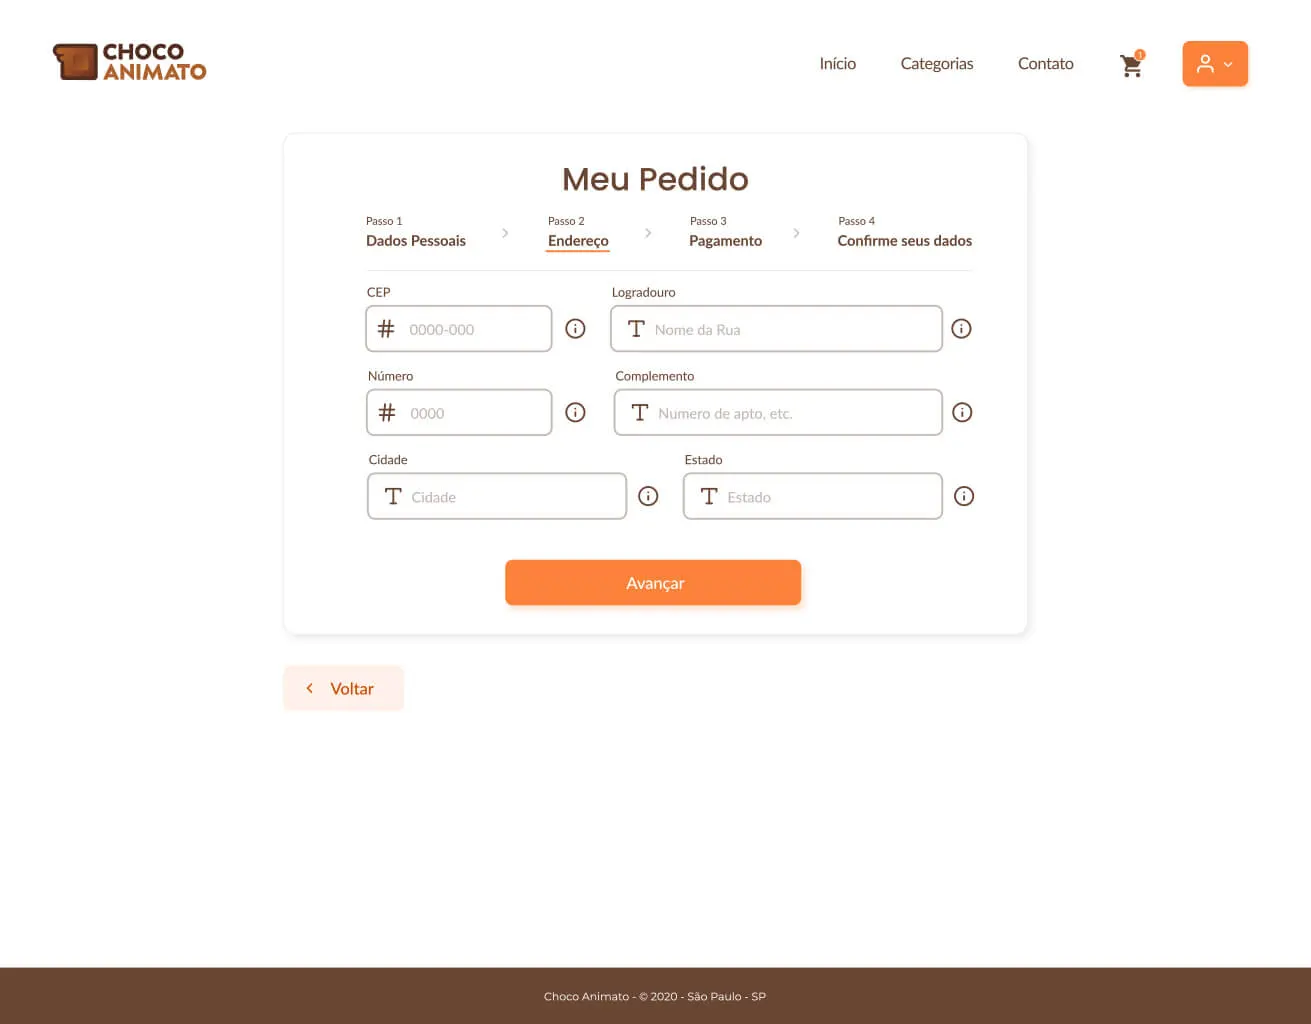 CHOCO
ANIMATO
Início Categorias Contato 1
Meu Pedido
Passo 1 Passo 2 Passo 3 Passo 4
Dados Pessoais > Endereço > Pagamento > Confirme seus dados
CEP Logradouro
# 0000-000 T Nome da Rua
Número Complemento
# 0000 T Numero de apto, etc.
Cidade Estado
T Cidade T Estado
Avançar
Voltar
Choco Animato - © 2020 - São Paulo - SP